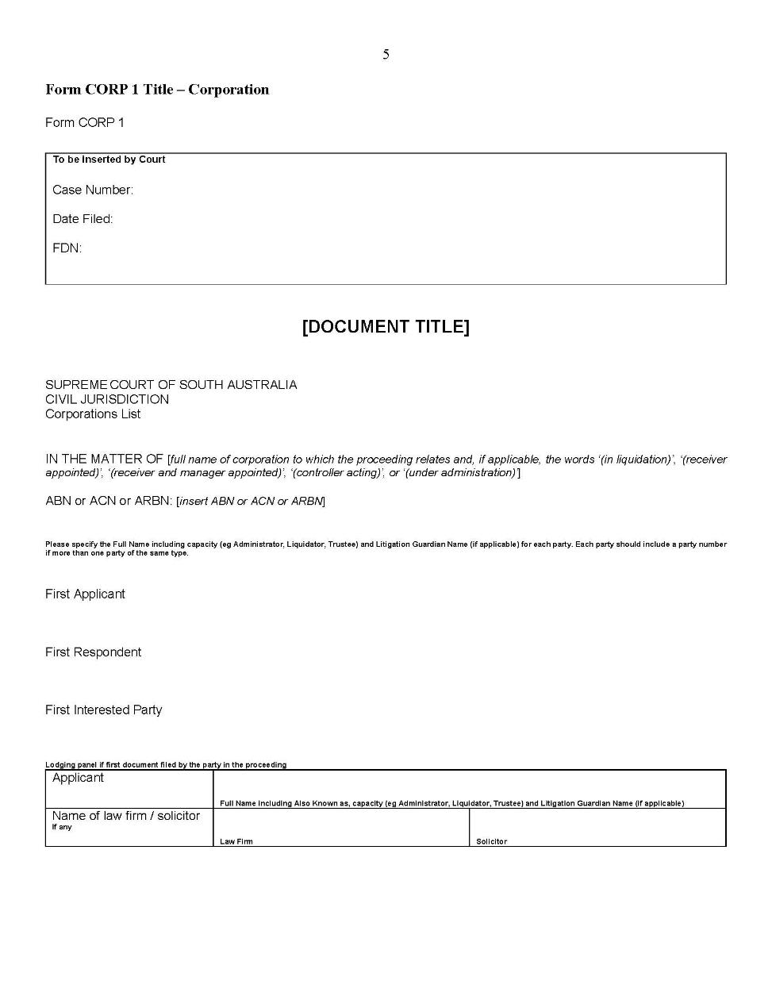 5
Form CORP 1 Title – Corporation
Form CORP 1
To be inserted by Court
Case Number:
Date Filed:
FDN:
[DOCUMENT TITLE]
SUPREME COURT OF SOUTH AUSTRALIA
CIVIL JURISDICTION
Corporations List
IN THE MATTER OF [full name of corporation to which the proceeding relates and, if applicable, the words ‘(in liquidation)’, ‘(receiver
appointed)’, ‘(receiver and manager appointed)’, ‘(controller acting)’, or ‘(under administration)’]
ABN or ACN or ARBN: [insert ABN or ACN or ARBN]
Please specify the Full Name including capacity (eg Administrator, Liquidator, Trustee) and Litigation Guardian Name (if applicable) for each party. Each party should include a party number
if more than one party of the same type.
First Applicant
First Respondent
First Interested Party
Lodging panel if first document filed by the party in the proceeding
Applicant
Full Name including Also Known as, capacity (eg Administrator, Liquidator, Trustee) and Litigation Guardian Name (if applicable)
Name of law firm / solicitor
If any
Law Firm
Solicitor